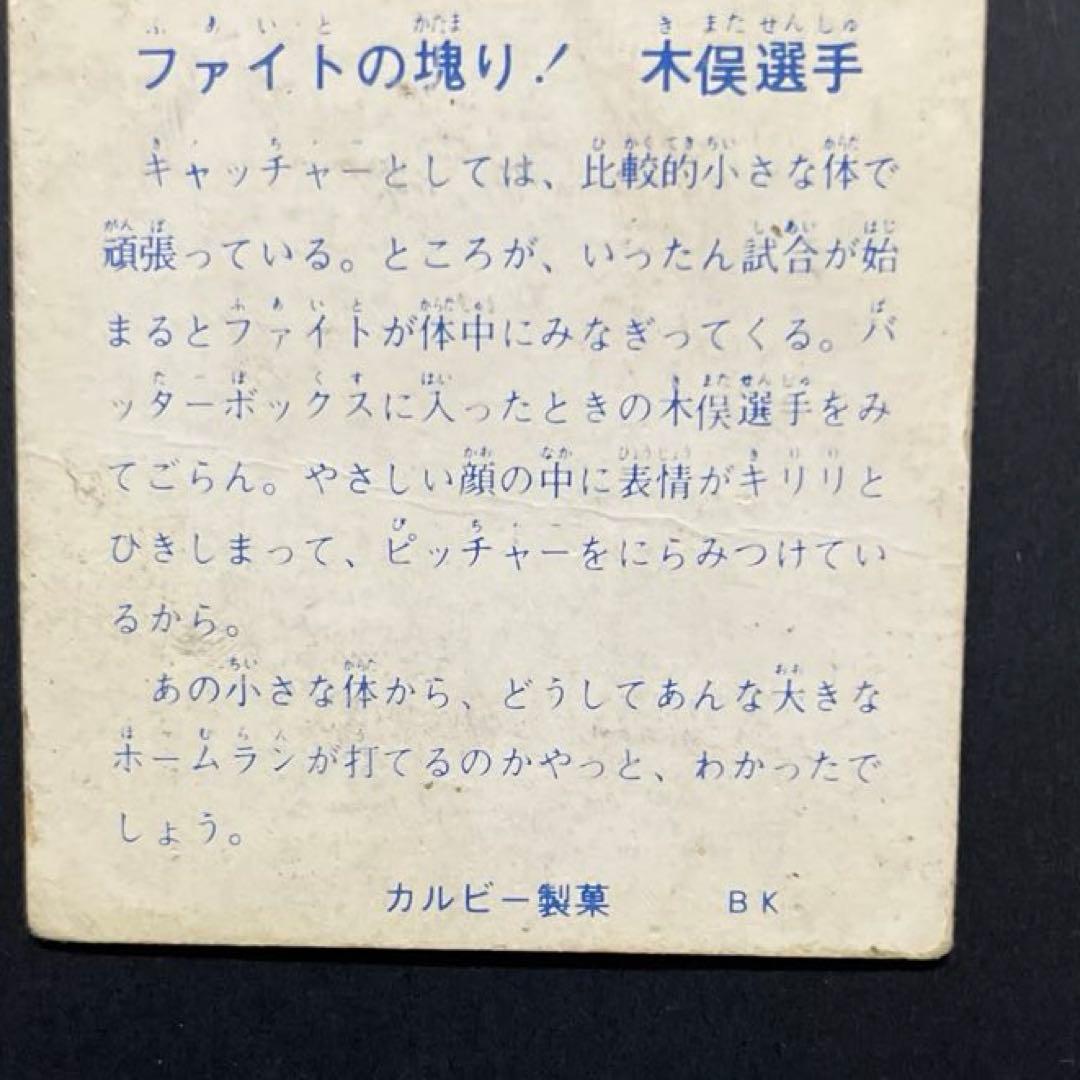 ファイトの塊り！　木俣選手
キャッチャーとしては、比較的小さな体で
頑張っている。ところが、いったん試合が始
まるとファイトが体中にみなぎってくる。バ
ッターボックスに入ったときの木俣選手をみ
てごらん。やさしい顔の中に表情がキリリと
ひきしまって、ピッチャーをにらみつけてい
るから。
あの小さな体から、どうしてあんな大きな
ホームランが打てるのかやっと、わかったで
しょう。
カルビー製菓　BK